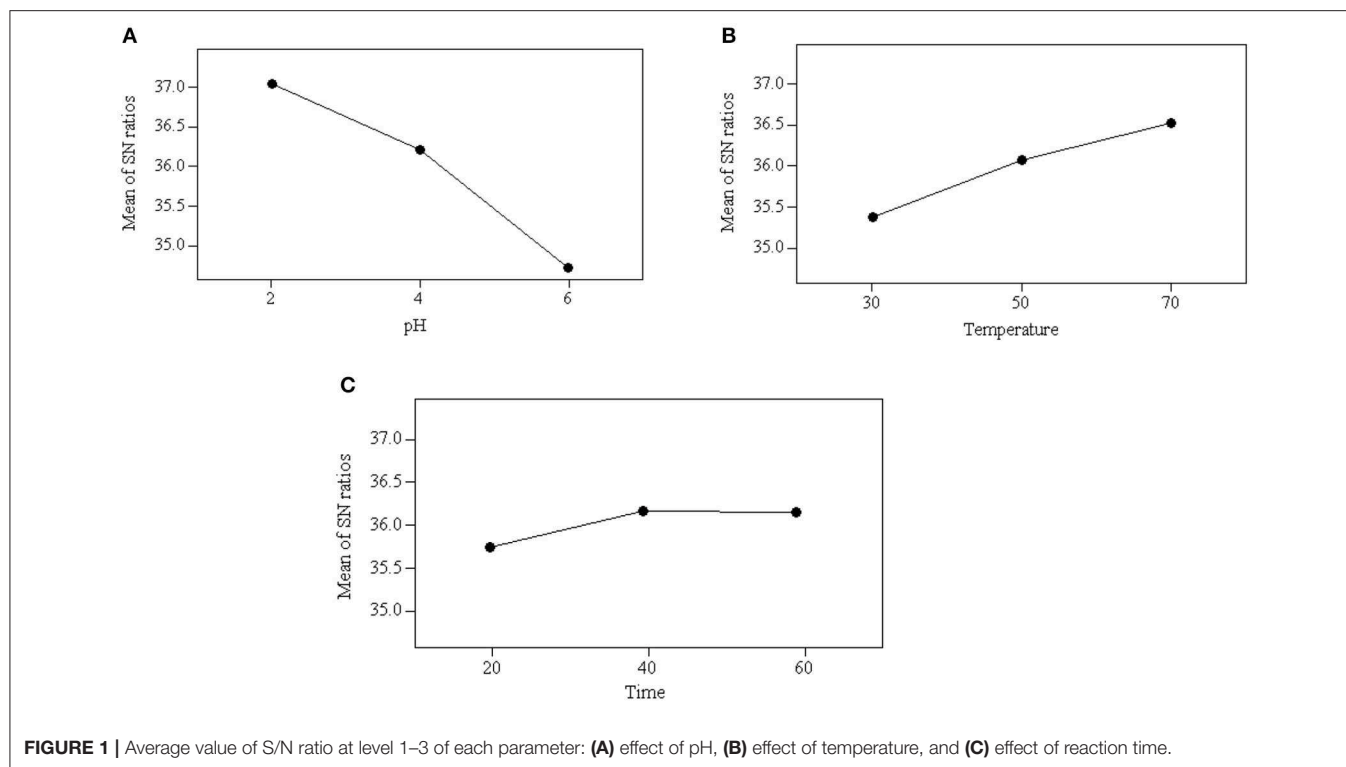 A
Mean of SN ratios
37.0
36.5
36.0
35.5
35.0
2 4 6
pH
B
Mean of SN ratios
37.0
36.5
36.0
35.5
35.0
30 50 70
Temperature
C
Mean of SN ratios
37.0
36.5
36.0
35.5
35.0
20 40 60
Time
FIGURE 1 | Average value of S/N ratio at level 1–3 of each parameter: (A) effect of pH, (B) effect of temperature, and (C) effect of reaction time.